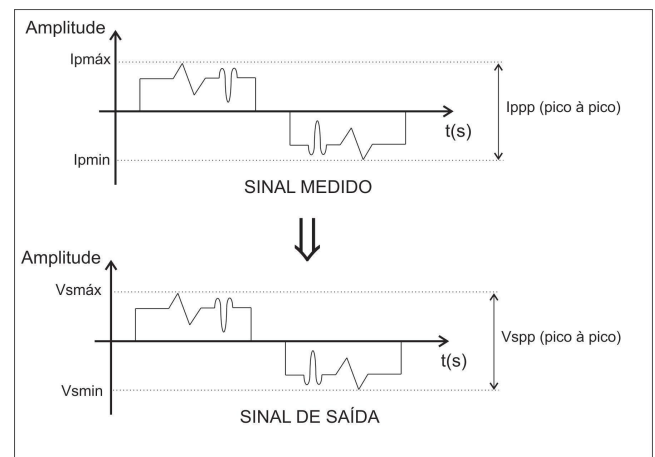 Amplitude
Ipmáx
Ippp (pico à pico)
t(s)
Ipmin
SINAL MEDIDO
Amplitude
Vsmáx
Vspp (pico à pico)
t(s)
Vsmin
SINAL DE SAÍDA